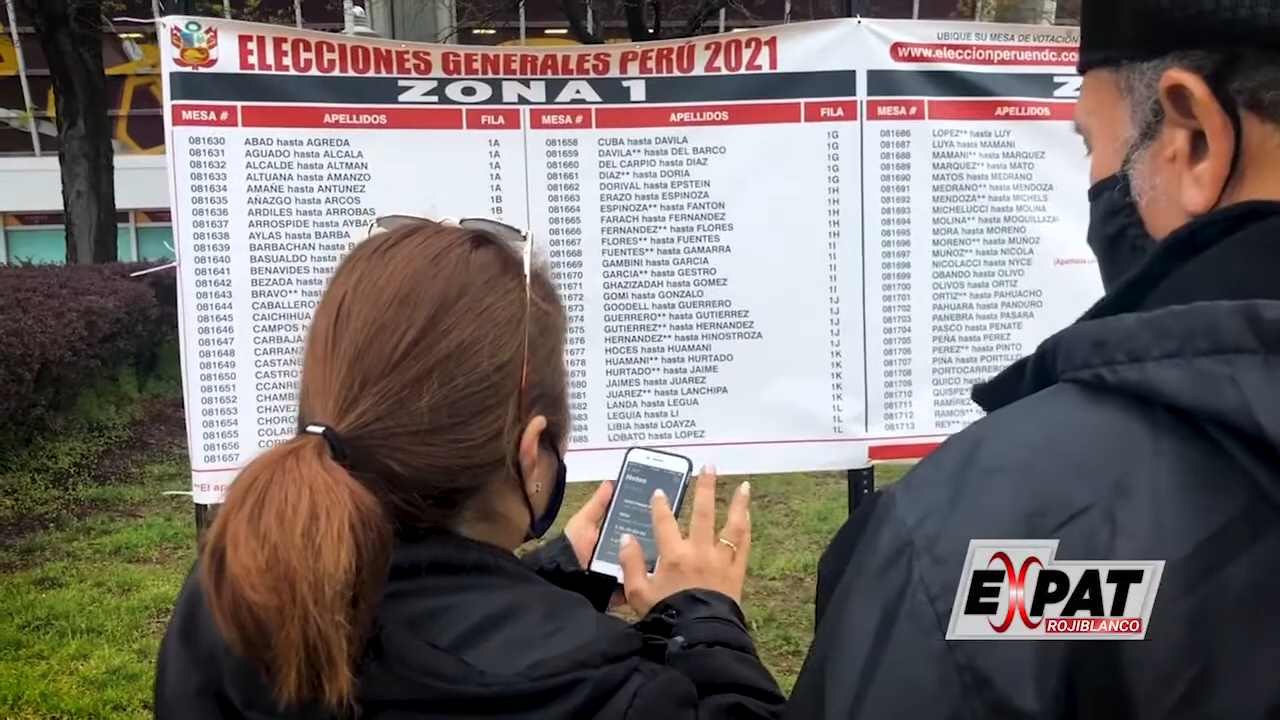 ELECCIONES GENERALES PERÚ 2021
ZONA 1
MESA # APELLIDOS FILA
081630 ABAD hasta AGREDA 1A
081631 AGUADO hasta ALCALA 1A
081632 ALCALDE hasta ALTMAN 1A
081633 ALTUANA hasta AMANZO 1A
081634 AMAÑE hasta ANTUNEZ 1A
081635 AÑAZGO hasta ARCOS 1B
081636 ARDILES hasta ARROBAS 1B
081637 ARROSPIDE hasta
081638 AYLAS hasta BARBA
081639 BARBACHAN hasta
081640 BASUALDO
081641 BENAVIDES
081642 BEZADA hasta
081643 BRAVO**
081644 CABALLERO
081645 CAICHIHUA
081646 CAMPOS
081647
081648
081649
081650 CASTRO
081651
081652
081653 CHAVEZ
081654
081655
081656
081657
MESA # APELLIDOS FILA
081658 CUBA hasta DAVILA 1G
081659 DAVILA** hasta DEL BARCO 1G
081660 DEL CARPIO hasta DIAZ 1G
081661 DIAZ** hasta DORIA 1G
081662 DORIVAL hasta EPSTEIN 1H
081663 ERAZO hasta ESPINOZA 1H
081664 ESPINOZA** hasta FANTON 1H
081665 FARACH hasta FERNANDEZ 1H
081666 FERNANDEZ** hasta FLORES 1H
081667 FLORES** hasta FUENTES 1I
081668 FUENTES** hasta GAMARRA 1I
081669 GAMBINI hasta GARCIA 1I
081670 GARCIA** hasta GESTRO 1I
GHAZIZADAH hasta GOMEZ 1I
GOMI hasta GONZALO 1I
GOODELL hasta GUERRERO 1J
GUERRERO** hasta GUTIERREZ 1J
GUTIERREZ** hasta HERNANDEZ 1J
HERNANDEZ** hasta HINOSTROZA 1J
HOCES hasta HUAMANI 1K
HUAMANI** hasta HURTADO 1K
HURTADO** hasta JAIME 1K
JAIMES hasta JUAREZ 1K
JUAREZ** hasta LANCHIPA 1K
LANDA hasta LEGUA 1L
LEGUIA hasta LI 1L
LIBIA hasta LOAYZA 1L
LOBATO hasta LOPEZ 1L
UBIQUE SU MESA DE VOTACIÓN
www.eleccionperuendc.co
MESA # APELLIDOS
081686 LOPEZ** hasta LUY
081687 LUYA hasta MAMANI
081688 MAMANI** hasta MARQUEZ
081689 MARQUEZ** hasta MATO
081690 MATOS hasta MEDRANO
081691 MEDRANO** hasta MENDOZA
081692 MENDOZA** hasta MICHELS
081693 MICHELUCCI hasta MOLINA
081694 MOLINA** hasta MOQUILLAZA
081695 MORA hasta MORENO
081696 MORENO** hasta MUÑOZ
081697 MUÑOZ** hasta NICOLA
081698 NICOLACCI hasta NYCE
081699 OBANDO hasta OLIVO
081700 OLIVOS hasta ORTIZ
081701 ORTIZ** hasta PAHUACHO
081702 PAHUARA hasta PANDURO
081703 PANEBRA hasta PASARA
081704 PASCO hasta PENATE
081705 PEÑA hasta PEREZ
081706 PEREZ** hasta PINTO
081707 PIÑA hasta PORTILLO
081708 PORTOCARRERO
081709 QUICO
081710 QUISPE
081711 RAMIREZ
081712 RAMOS**
081713 REY**
Notes
EXPAT
ROJIBLANCO